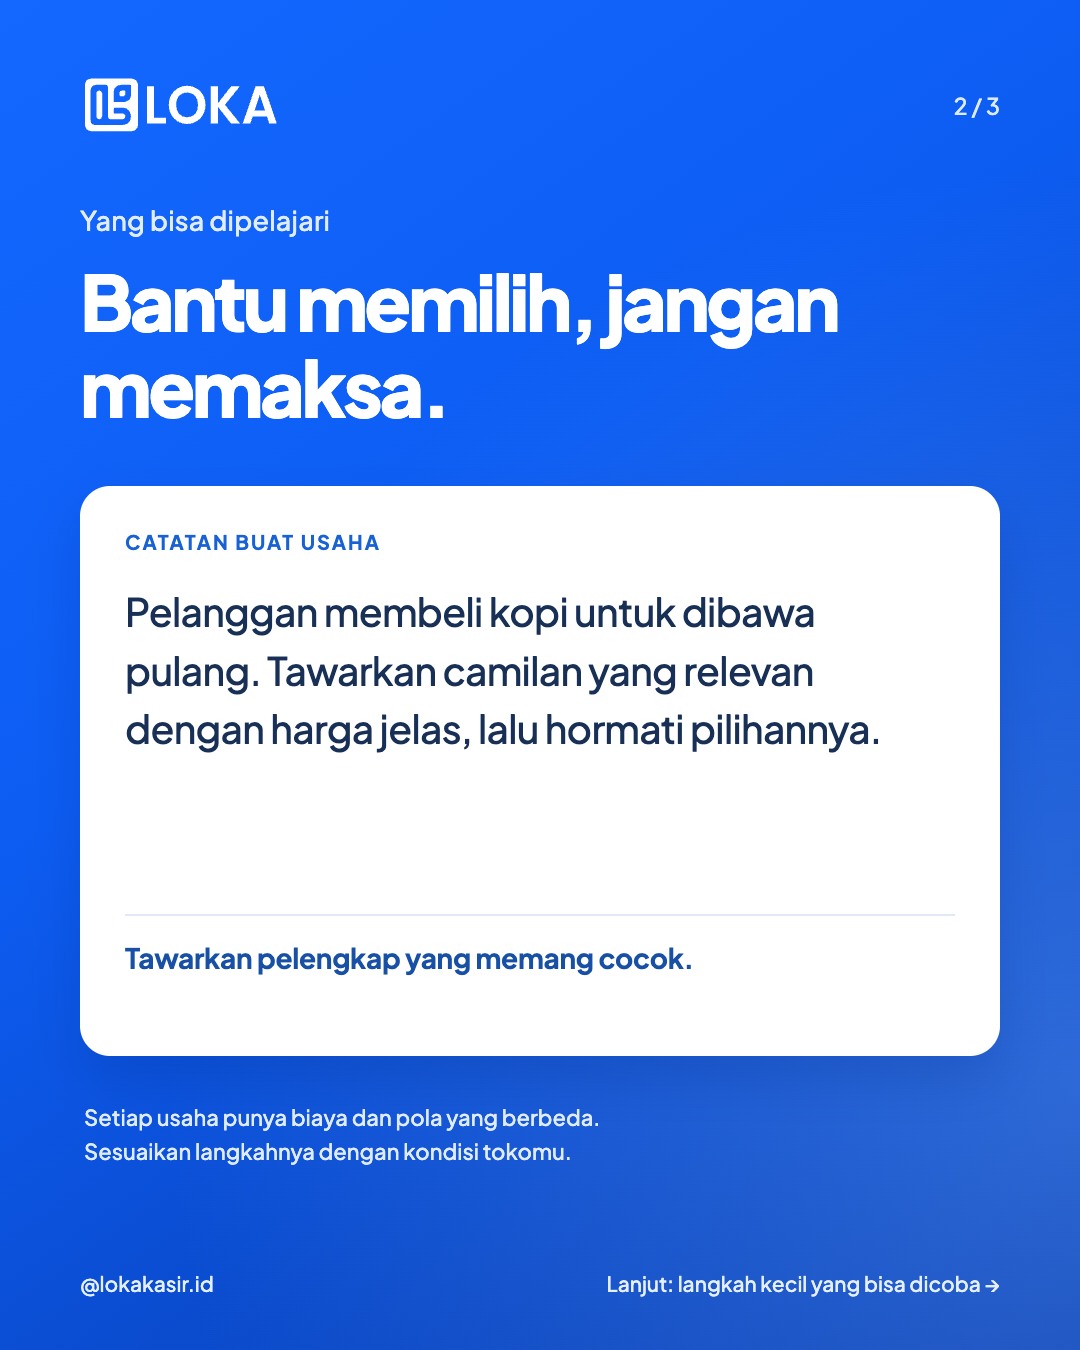 LOKA
2 / 3
Yang bisa dipelajari
Bantu memilih, jangan
memaksa.
CATATAN BUAT USAHA
Pelanggan membeli kopi untuk dibawa
pulang. Tawarkan camilan yang relevan
dengan harga jelas, lalu hormati pilihannya.
Tawarkan pelengkap yang memang cocok.
Setiap usaha punya biaya dan pola yang berbeda.
Sesuaikan langkahnya dengan kondisi tokomu.
@lokakasir.id
Lanjut: langkah kecil yang bisa dicoba →